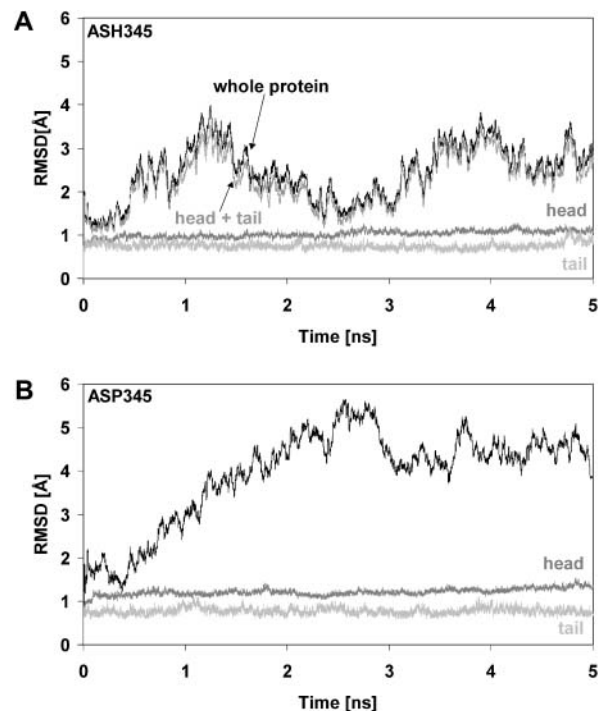 A
ASH345
6
5
4
3
2
1
0
RMSD[Å]
whole protein
head + tail
head
tail
0 1 2 3 4 5
Time [ns]
B
ASP345
6
5
4
3
2
1
0
RMSD [Å]
head
tail
0 1 2 3 4 5
Time [ns]